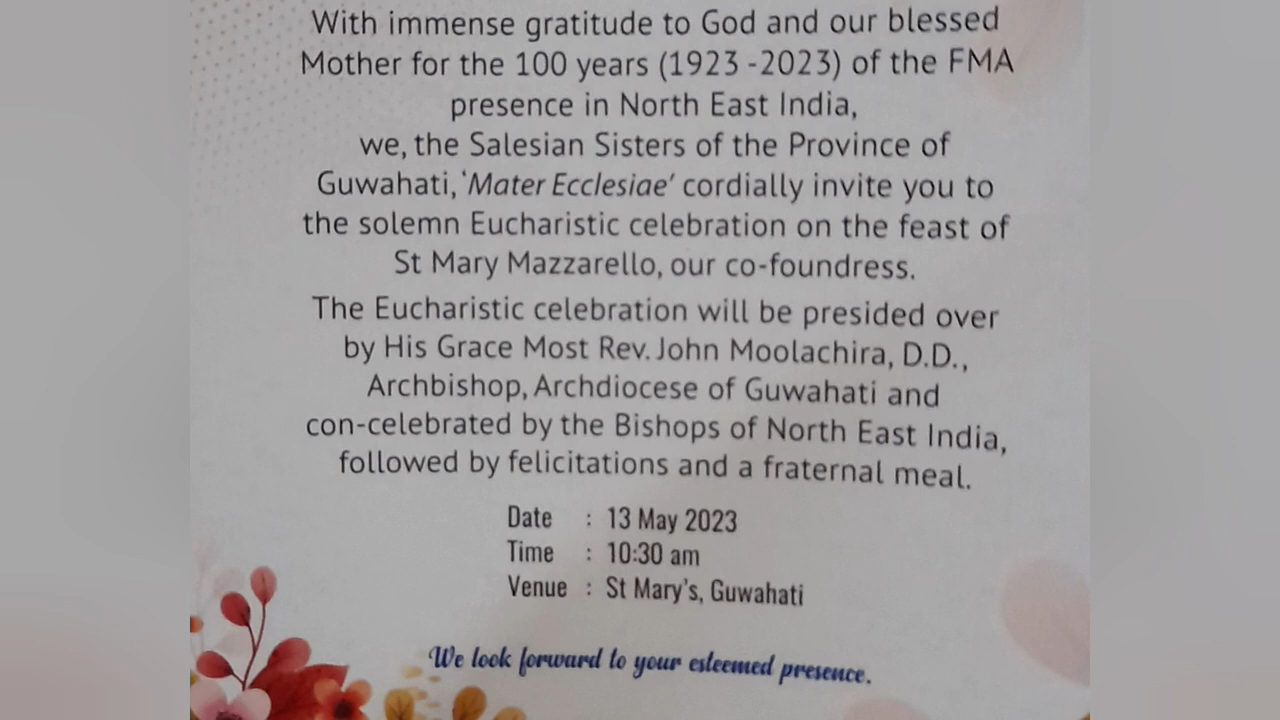 With immense gratitude to God and our blessed
Mother for the 100 years (1923 -2023) of the FMA
presence in North East India,
we, the Salesian Sisters of the Province of
Guwahati, 'Mater Ecclesiae' cordially invite you to
the solemn Eucharistic celebration on the feast of
St Mary Mazzarello, our co-foundress.
The Eucharistic celebration will be presided over
by His Grace Most Rev. John Moolachira, D.D.,
Archbishop, Archdiocese of Guwahati and
con-celebrated by the Bishops of North East India,
followed by felicitations and a fraternal meal.
Date : 13 May 2023
Time : 10:30 am
Venue : St Mary's, Guwahati
We look forward to your esteemed presence.